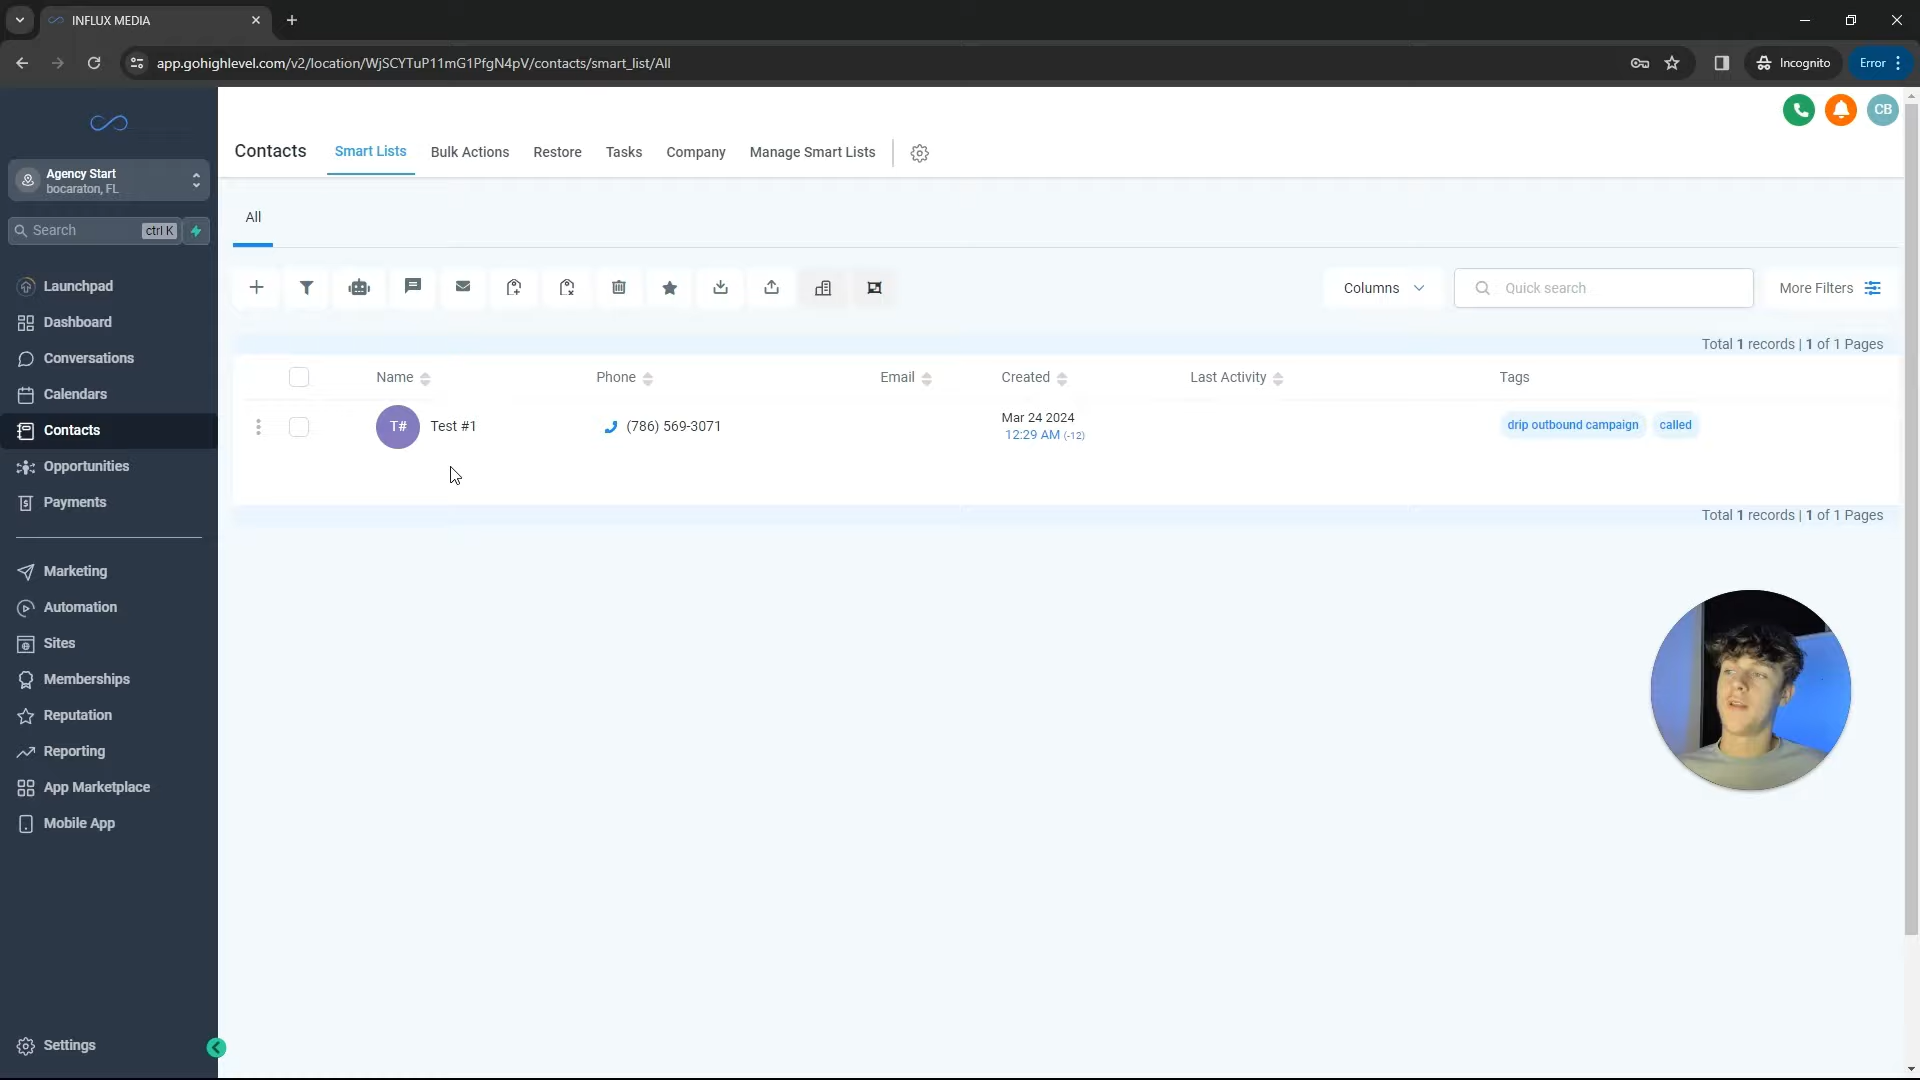 INFLUX MEDIA
app.gohighlevel.com/v2/location/WjSCYTuP11mG1PfgN4pV/contacts/smart_list/All
Incognito
Error
CB
Agency Start
bocaraton, FL
Search
ctrl K
Launchpad
Dashboard
Conversations
Calendars
Contacts
Opportunities
Payments
Marketing
Automation
Sites
Memberships
Reputation
Reporting
App Marketplace
Mobile App
Settings
Contacts
Smart Lists
Bulk Actions
Restore
Tasks
Company
Manage Smart Lists
All
Columns
Quick search
More Filters
Total 1 records | 1 of 1 Pages
Name
Phone
Email
Created
Last Activity
Tags
T#
Test #1
(786) 569-3071
Mar 24 2024
12:29 AM (-12)
drip outbound campaign
called
Total 1 records | 1 of 1 Pages